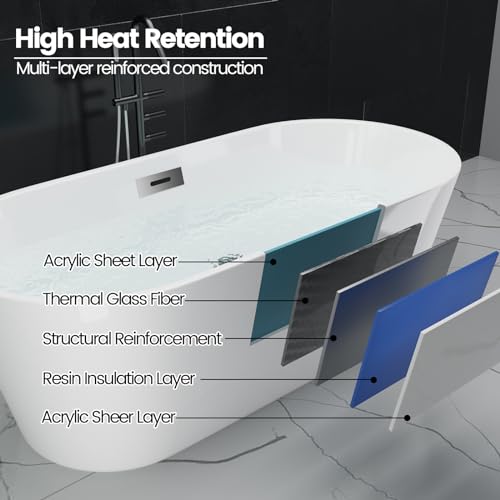 High Heat Retention
Multi-layer reinforced construction
Acrylic Sheet Layer
Thermal Glass Fiber
Structural Reinforcement
Resin Insulation Layer
Acrylic Sheer Layer